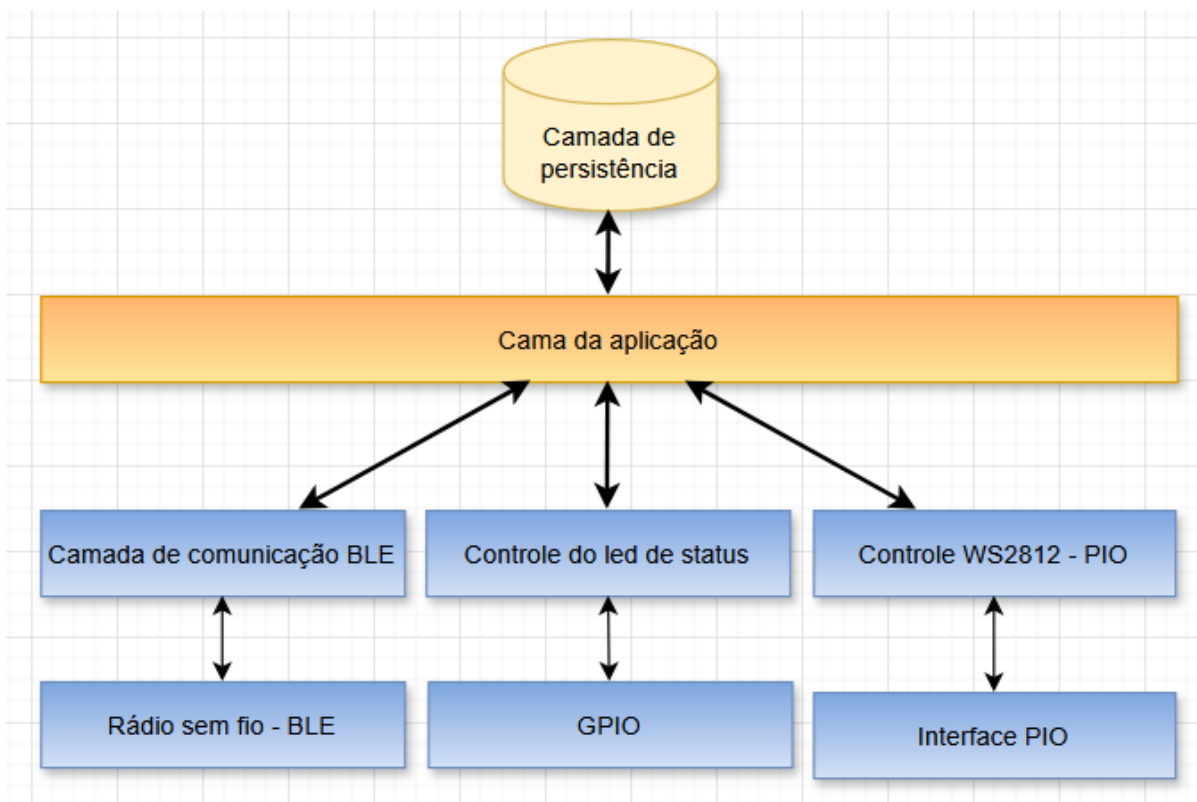 Camada de
persistência
Cama da aplicação
Camada de comunicação BLE
Controle do led de status
Controle WS2812 - PIO
Rádio sem fio - BLE
GPIO
Interface PIO